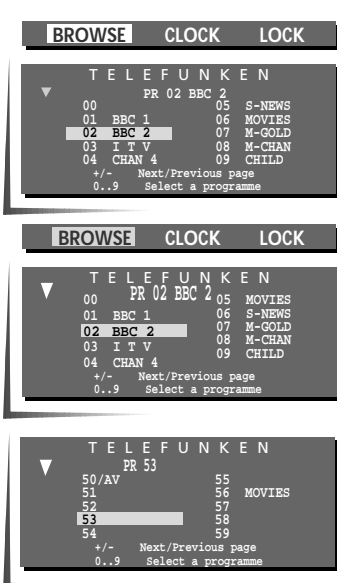 BROWSE CLOCK LOCK
T E L E F U N K E N
PR 02 BBC 2
00 05 S-NEWS
01 BBC 1 06 MOVIES
02 BBC 2 07 M-GOLD
03 I T V 08 M-CHAN
04 CHAN 4 09 CHILD
+/- Next/Previous page
0..9 Select a programme
BROWSE CLOCK LOCK
T E L E F U N K E N
PR 02 BBC 2
00 05 MOVIES
01 BBC 1 06 S-NEWS
02 BBC 2 07 M-GOLD
03 I T V 08 M-CHAN
04 CHAN 4 09 CHILD
+/- Next/Previous page
0..9 Select a programme
T E L E F U N K E N
PR 53
50/AV 55
51 56 MOVIES
52 57
53 58
54 59
+/- Next/Previous page
0..9 Select a programme